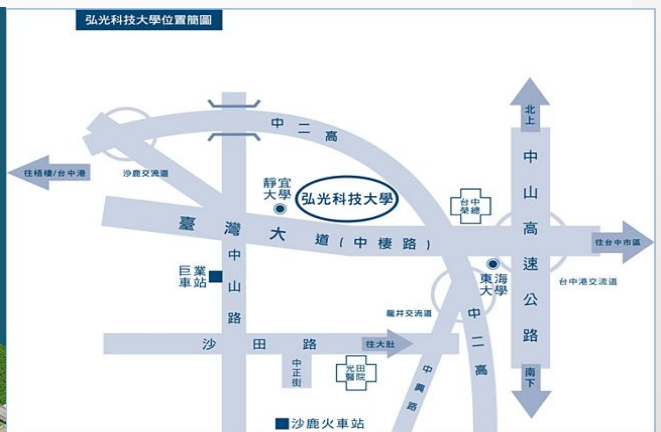 弘光科技大學位置簡圖
北上
中二高
中山高速公路
往梧棲/台中港
沙鹿交流道
靜宜
大學
弘光科技大學
台中
榮總
臺灣大道(中棲路)
往台中市區
巨業
車站
中山路
東海
大學
台中港交流道
龍井交流道
中二高
沙田路
往大肚
中正街
光田
醫院
中興路
南下
沙鹿火車站